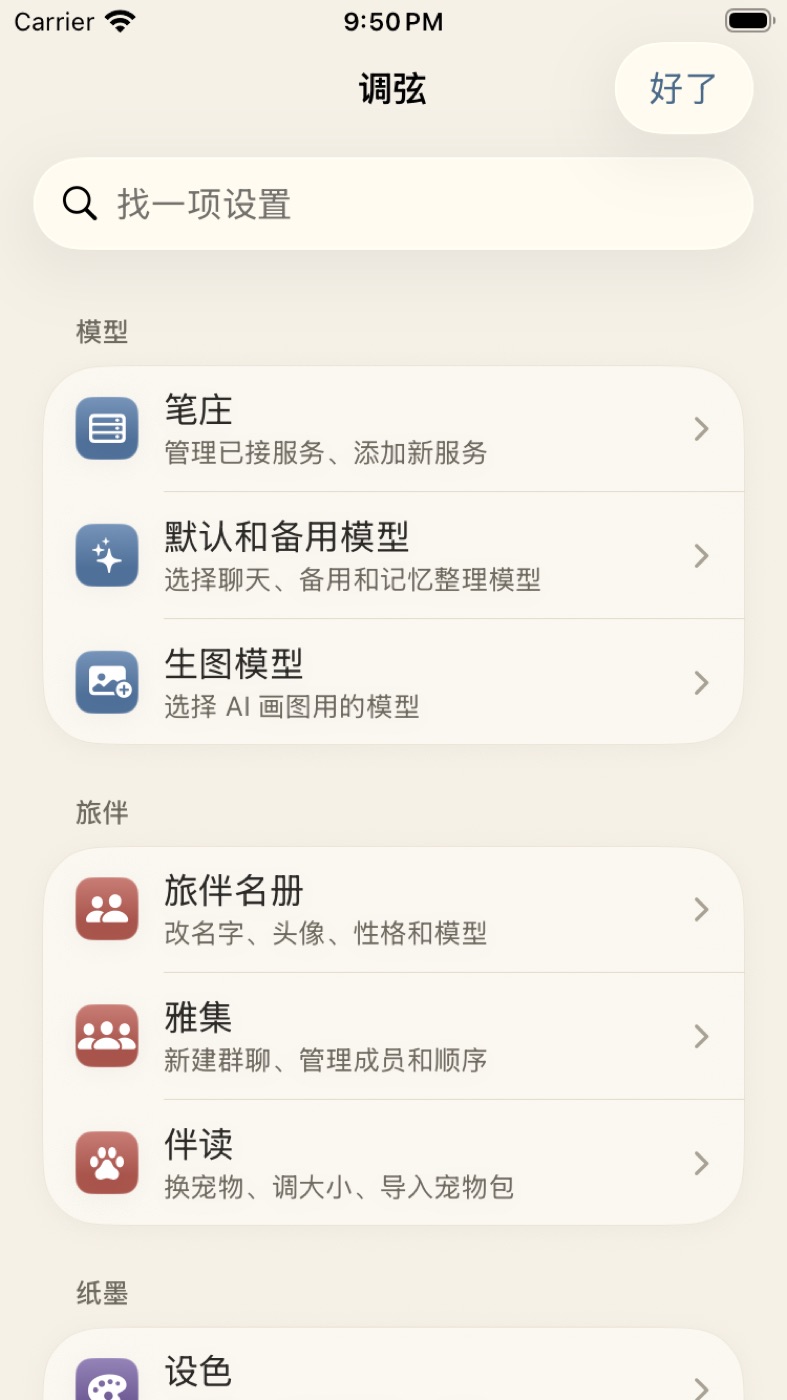 Carrier 9:50 PM
调弦
好了
找一项设置
模型
笔庄
管理已接服务、添加新服务
默认和备用模型
选择聊天、备用和记忆整理模型
生图模型
选择 AI 画图用的模型
旅伴
旅伴名册
改名字、头像、性格和模型
雅集
新建群聊、管理成员和顺序
伴读
换宠物、调大小、导入宠物包
纸墨
设色